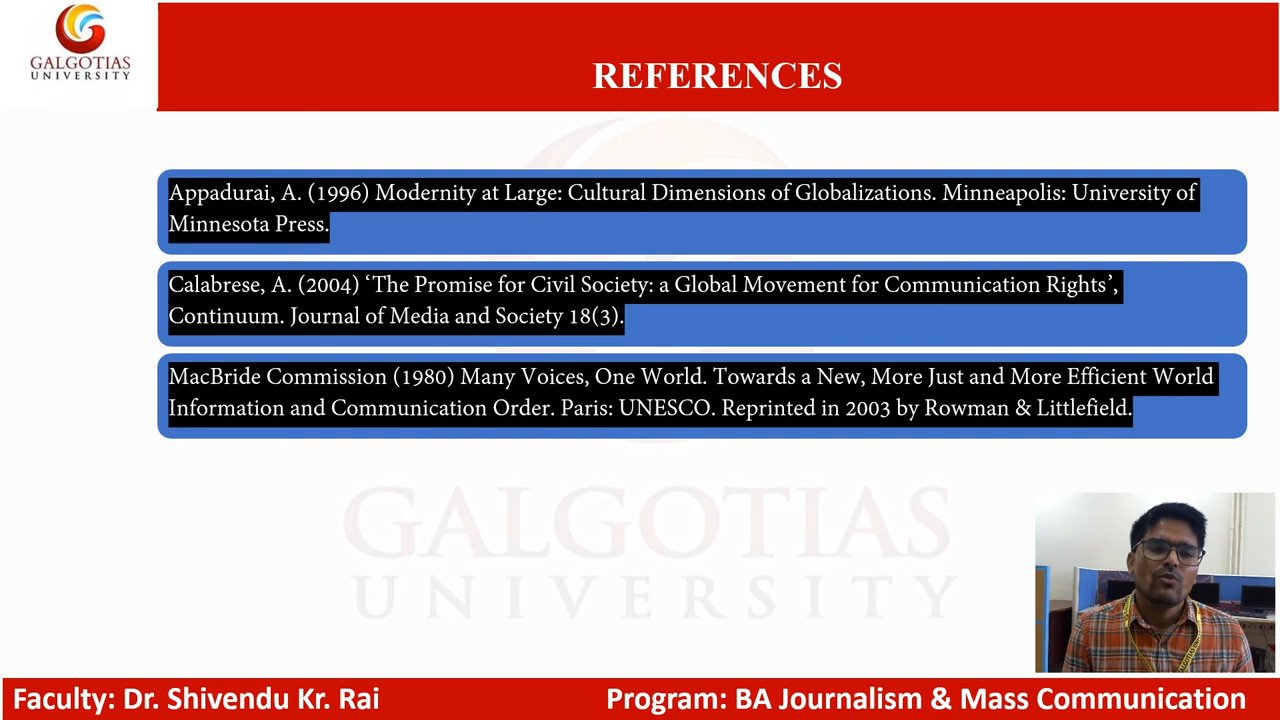 GALGOTIAS
UNIVERSITY
REFERENCES
Appadurai, A. (1996) Modernity at Large: Cultural Dimensions of Globalizations. Minneapolis: University of
Minnesota Press.
Calabrese, A. (2004) ‘The Promise for Civil Society: a Global Movement for Communication Rights’,
Continuum. Journal of Media and Society 18(3).
MacBride Commission (1980) Many Voices, One World. Towards a New, More Just and More Efficient World
Information and Communication Order. Paris: UNESCO. Reprinted in 2003 by Rowman & Littlefield.
GALGOTIAS
UNIVERSITY
Faculty: Dr. Shivendu Kr. Rai
Program: BA Journalism & Mass Communication